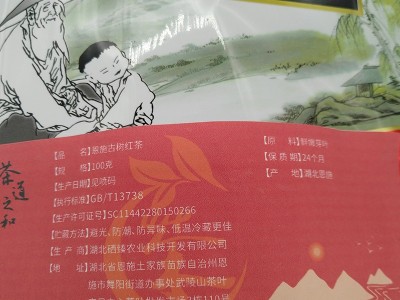 茶道之和
【品 名】恩施古树红茶
【规 格】100克
【生产日期】见喷码
【执行标准】GB/T13738
【生产许可证号】SC11442280150266
【贮藏方法】避光、防潮、防异味、低温冷藏更佳
【生 产 商】湖北硒臻农业科技开发有限公司
【地 址】湖北省恩施土家族苗族自治州恩
施市舞阳街道办事处武陵山茶叶
【原 料】鲜嫩茶叶
【保 质 期】24个月
【产 地】湖北恩施